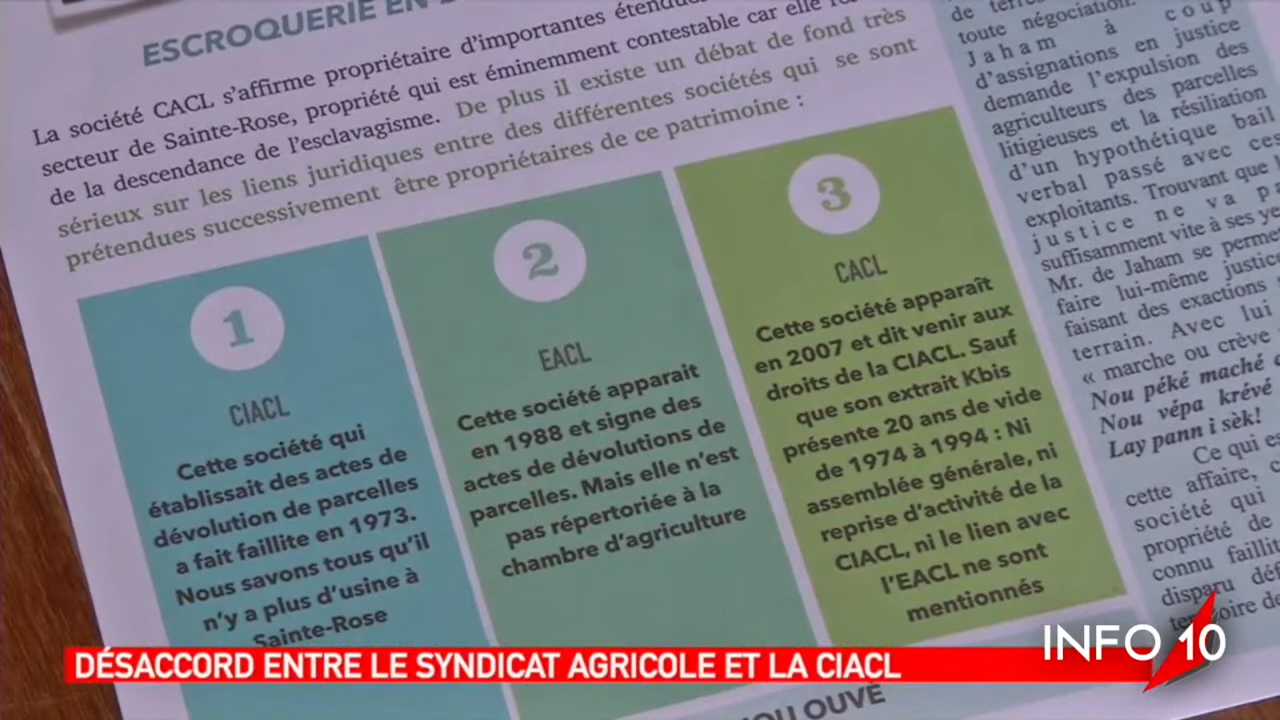 ESCROQUERIE EN
La société CACL s'affirme propriétaire d'importantes
secteur de Sainte-Rose, propriété qui est éminemment contestable car elle
de la descendance de l'esclavagisme. De plus il existe un débat de fond très
sérieux sur les liens juridiques entre des différentes sociétés qui se sont
prétendues successivement être propriétaires de ce patrimoine :
1
CIACL
Cette société qui
établissait des actes de
dévolution de parcelles
a fait faillite en 1973.
Nous savons tous qu'il
n'y a plus d'usine à
Sainte-Rose
2
EACL
Cette société apparait
en 1988 et signe des
actes de dévolutions de
parcelles. Mais elle n'est
pas répertoriée à la
chambre d'agriculture
3
CACL
Cette société apparaît
en 2007 et dit venir aux
droits de la CIACL. Sauf
que son extrait Kbis
présente 20 ans de vide
de 1974 à 1994 : Ni
assemblée générale, ni
reprise d'activité de la
CIACL, ni le lien avec
l'EACL ne sont
mentionnés
de
toute négociation.
Jaham à coup
d'assignations en justice
demande l'expulsion des
agriculteurs des parcelles
litigieuses et la résiliation
d'un hypothétique bail
verbal passé avec ces
exploitants. Trouvant que
justice ne va
suffisamment vite à ses
Mr. de Jaham se permet
faire lui-même justice
faisant des exactions
terrain. Avec lui
« marche ou crève
Nou péké maché
Nou vépa krévé
Lay pann i sèk!
Ce qui
cette affaire,
société qui
propriété de
connu faillit
disparu
OUVÈ
DÉSACCORD ENTRE LE SYNDICAT AGRICOLE ET LA CIACL
INFO 10